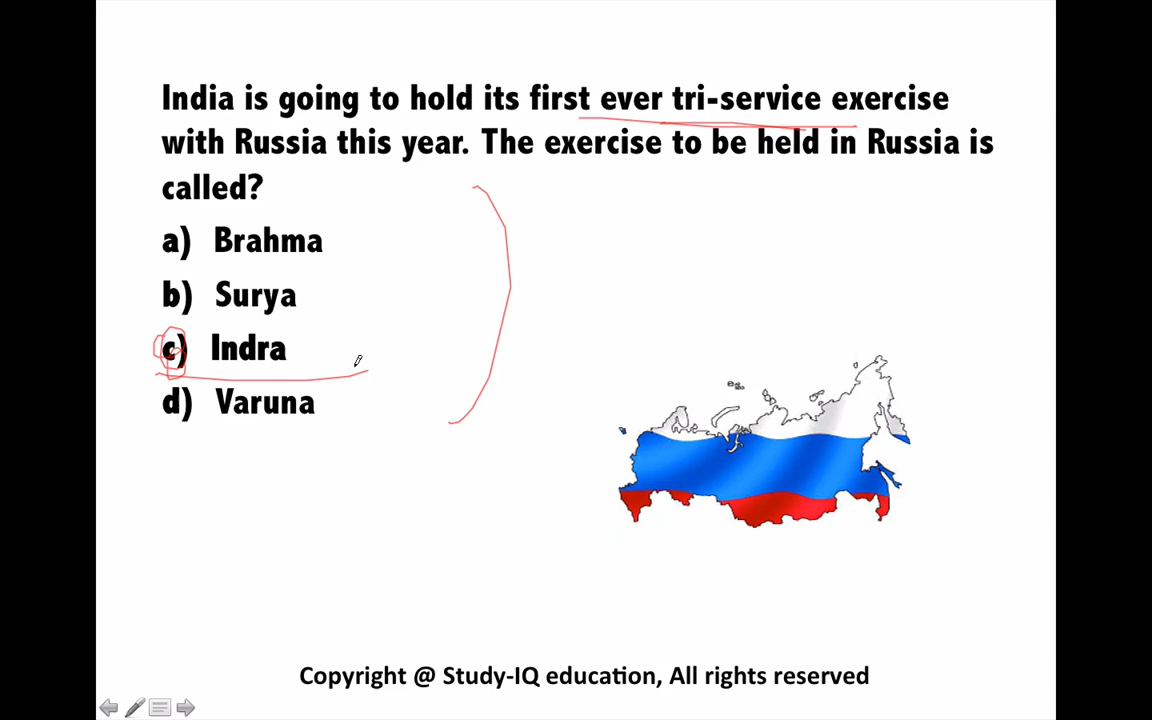 India is going to hold its first ever tri-service exercise
with Russia this year. The exercise to be held in Russia is
called?
a) Brahma
b) Surya
c) Indra
d) Varuna
Copyright @ Study-IQ education, All rights reserved